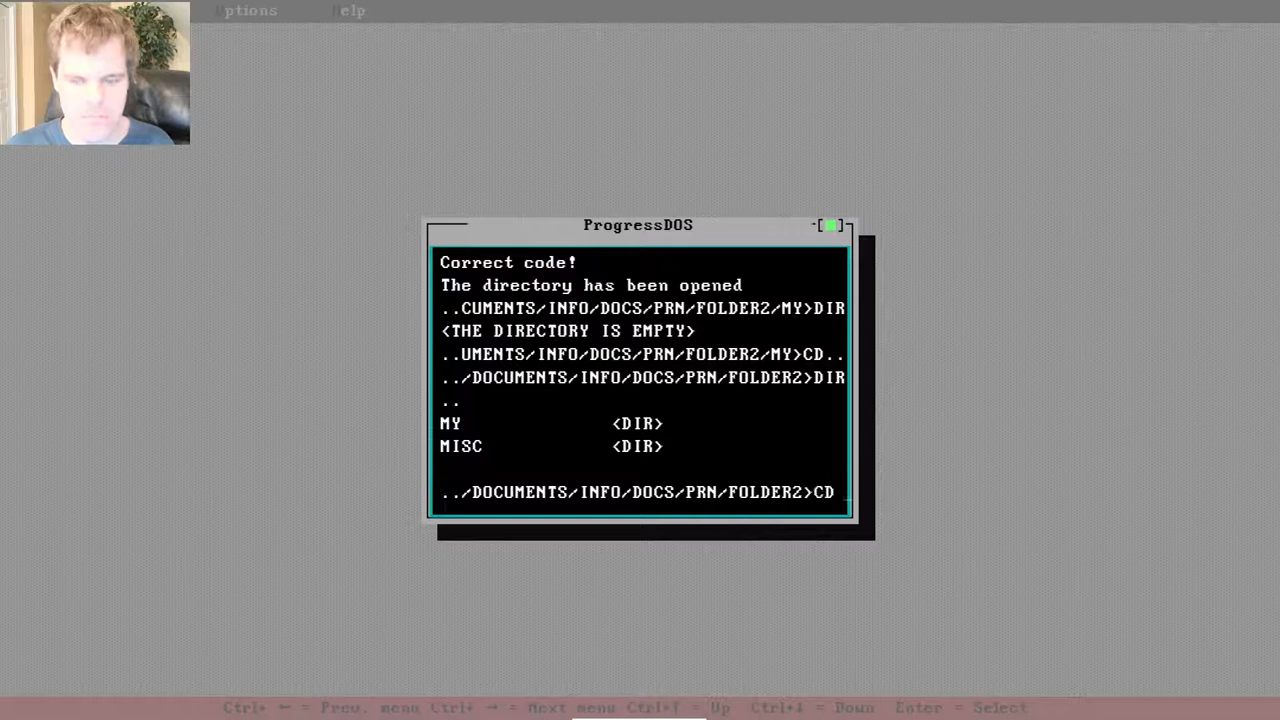 ptions elp
ProgressDOS
Correct code!
The directory has been opened
..CUMENTS/INFO/DOCS/PRN/FOLDER2/MY>DIR
<THE DIRECTORY IS EMPTY>
..UMENTS/INFO/DOCS/PRN/FOLDER2/MY>CD..
../DOCUMENTS/INFO/DOCS/PRN/FOLDER2>DIR
..
MY <DIR>
MISC <DIR>
../DOCUMENTS/INFO/DOCS/PRN/FOLDER2>CD _
Ctrl+ ← = Prev. menu Ctrl+ → = Next menu Ctrl+↑ = Up Ctrl+↓ = Down Enter = Select